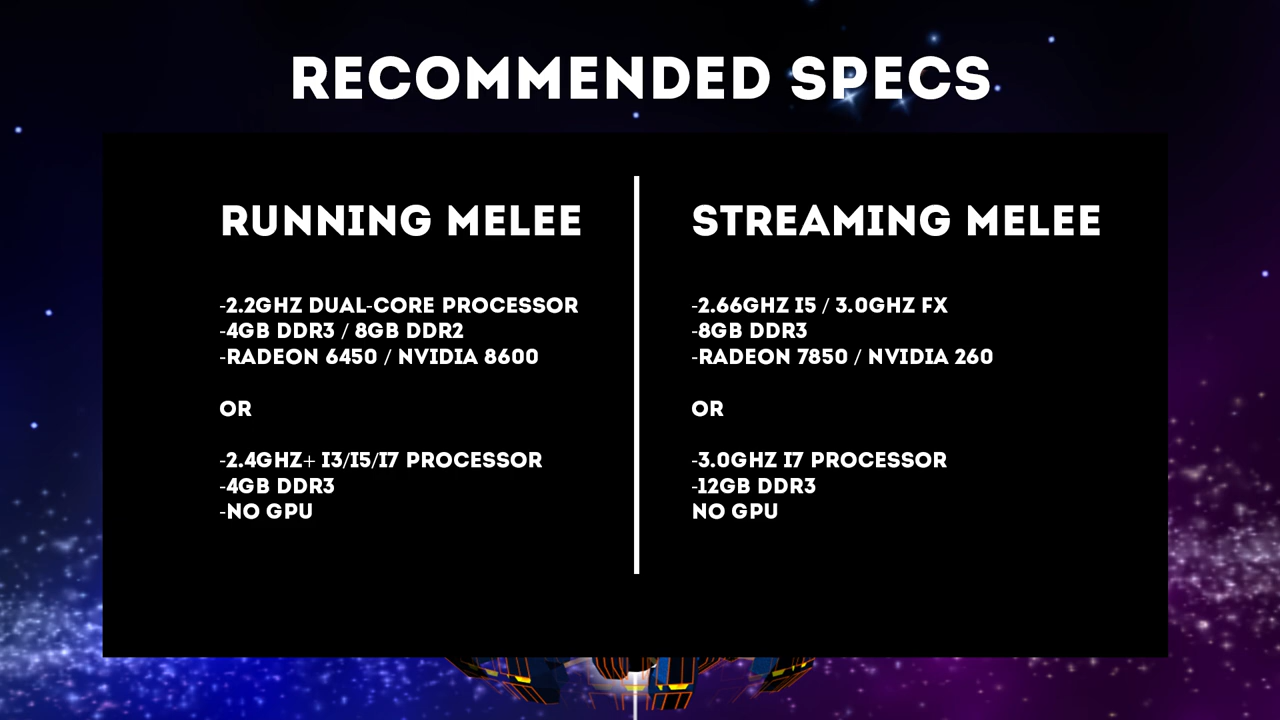 RECOMMENDED SPECS
RUNNING MELEE
-2.2GHZ DUAL-CORE PROCESSOR
-4GB DDR3 / 8GB DDR2
-RADEON 6450 / NVIDIA 8600
OR
-2.4GHZ+ I3/I5/I7 PROCESSOR
-4GB DDR3
-NO GPU
STREAMING MELEE
-2.66GHZ I5 / 3.0GHZ FX
-8GB DDR3
-RADEON 7850 / NVIDIA 260
OR
-3.0GHZ I7 PROCESSOR
-12GB DDR3
NO GPU